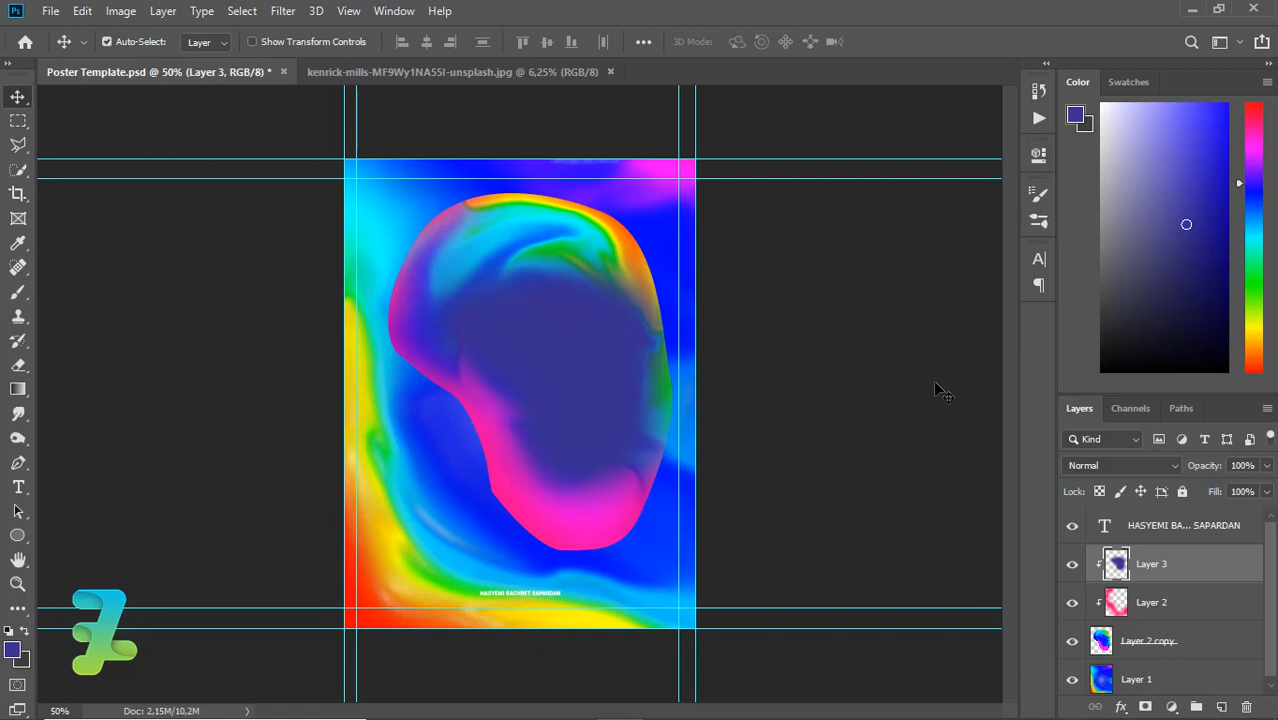 Ps File Edit Image Layer Type Select Filter 3D View Window Help
Auto-Select: Layer Show Transform Controls 3D Mode:
Poster Template.psd @ 50% (Layer 3, RGB/8) * kenrick-mills-MF9Wy1NA55I-unsplash.jpg @ 6,25% (RGB/8)
Color Swatches
HASYEMI BACHRET SAPARDAN
Layers Channels Paths
Kind
Normal Opacity: 100%
Lock: Fill: 100%
HASYEMI BA... SAPARDAN
Layer 3
Layer 2
Layer 2 copy
Layer 1
50% Doc: 2,15M/10,2M